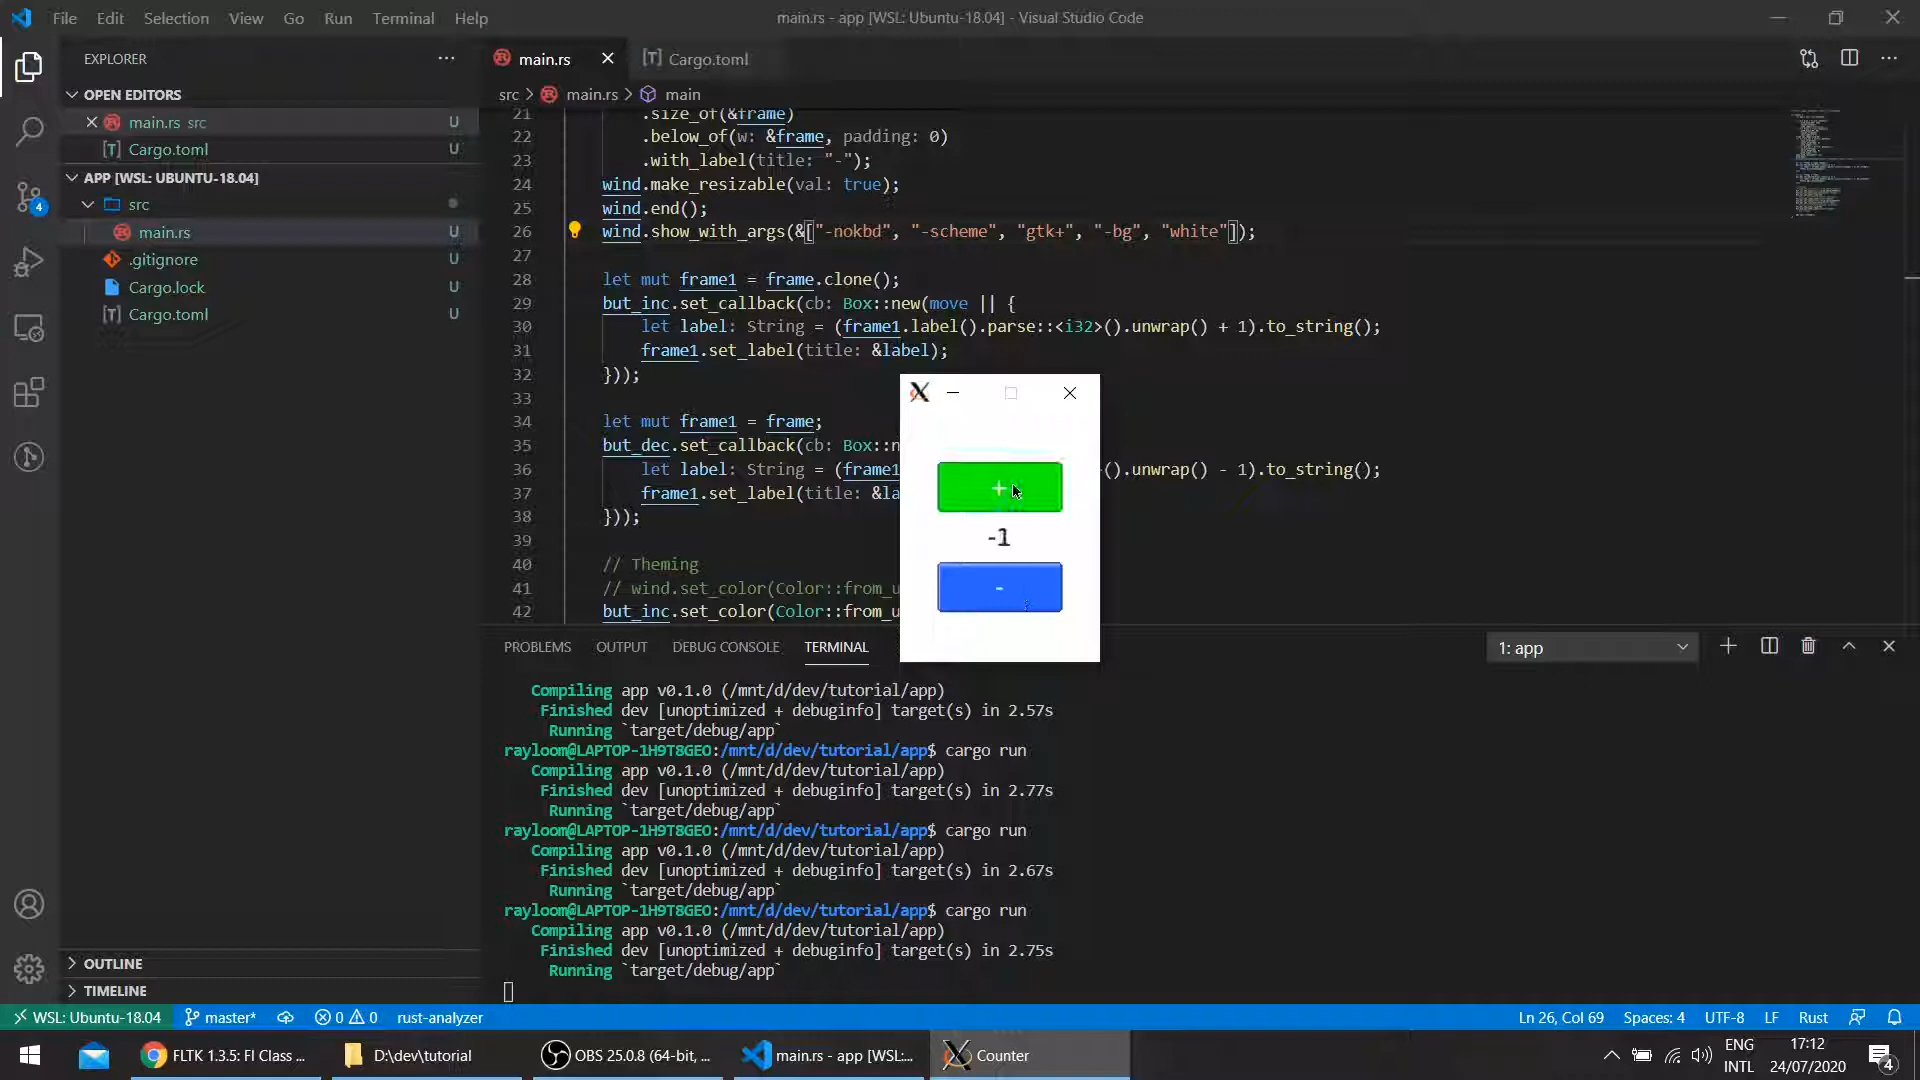 File Edit Selection View Go Run Terminal Help
main.rs - app [WSL: Ubuntu-18.04] - Visual Studio Code
EXPLORER
OPEN EDITORS
main.rs src U
Cargo.toml U
APP [WSL: UBUNTU-18.04]
src
main.rs U
.gitignore U
Cargo.lock U
Cargo.toml U
OUTLINE
TIMELINE
4
main.rs
Cargo.toml
src > main.rs > main
21 .size_of(&frame)
22 .below_of(w: &frame, padding: 0)
23 .with_label(title: "-");
24 wind.make_resizable(val: true);
25 wind.end();
26 wind.show_with_args(&["-nokbd", "-scheme", "gtk+", "-bg", "white"]);
27
28 let mut frame1 = frame.clone();
29 but_inc.set_callback(cb: Box::new(move || {
30 let label: String = (frame1.label().parse::<i32>().unwrap() + 1).to_string();
31 frame1.set_label(title: &label);
32 }));
33
34 let mut frame1 = frame;
35 but_dec.set_callback(cb: Box::n
36 let label: String = (frame1 ().unwrap() - 1).to_string();
37 frame1.set_label(title: &la
38 }));
39
40 // Theming
41 // wind.set_color(Color::from_u
42 but_inc.set_color(Color::from_u
+
-1
-
PROBLEMS OUTPUT DEBUG CONSOLE TERMINAL
1: app
Compiling app v0.1.0 (/mnt/d/dev/tutorial/app)
Finished dev [unoptimized + debuginfo] target(s) in 2.57s
Running `target/debug/app`
rayloom@LAPTOP-1H9T8GEO:/mnt/d/dev/tutorial/app$ cargo run
Compiling app v0.1.0 (/mnt/d/dev/tutorial/app)
Finished dev [unoptimized + debuginfo] target(s) in 2.77s
Running `target/debug/app`
rayloom@LAPTOP-1H9T8GEO:/mnt/d/dev/tutorial/app$ cargo run
Compiling app v0.1.0 (/mnt/d/dev/tutorial/app)
Finished dev [unoptimized + debuginfo] target(s) in 2.67s
Running `target/debug/app`
rayloom@LAPTOP-1H9T8GEO:/mnt/d/dev/tutorial/app$ cargo run
Compiling app v0.1.0 (/mnt/d/dev/tutorial/app)
Finished dev [unoptimized + debuginfo] target(s) in 2.75s
Running `target/debug/app`
WSL: Ubuntu-18.04 master* 0 0 rust-analyzer
Ln 26, Col 69 Spaces: 4 UTF-8 LF Rust
FLTK 1.3.5: Fl Class ... D:\dev\tutorial OBS 25.0.8 (64-bit, ... main.rs - app [WSL:... Counter
ENG
INTL
17:12
24/07/2020
4